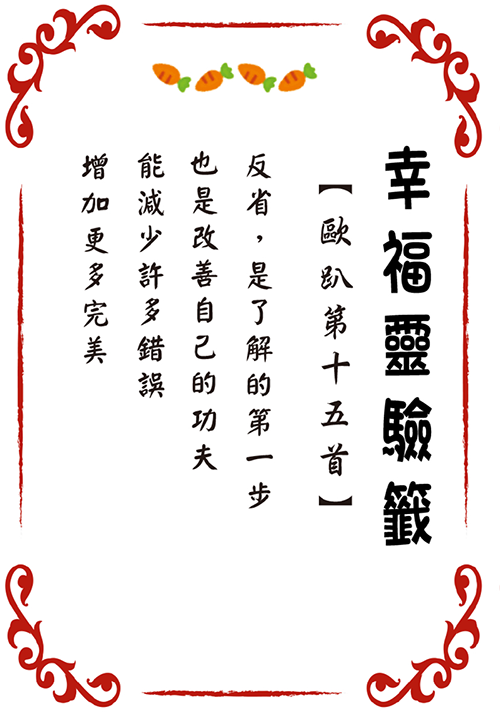 幸福靈驗籤
【歐趴第十五首】
反省，是了解的第一步
也是改善自己的功夫
能減少許多錯誤
增加更多完美